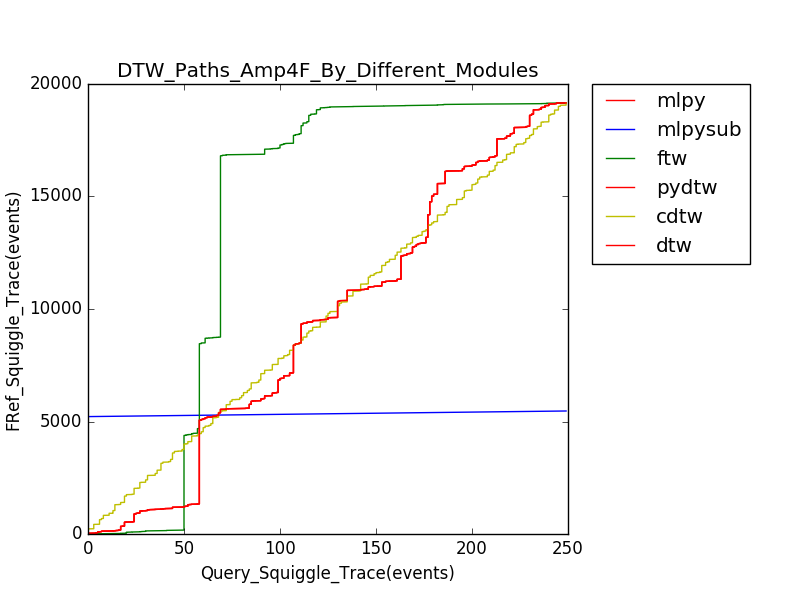 DTW_Paths_Amp4F_By_Different_Modules
20000
15000
10000
5000
0
0 50 100 150 200 250
FRef_Squiggle_Trace(events)
Query_Squiggle_Trace(events)
mlpy
mlpysub
ftw
pydtw
cdtw
dtw